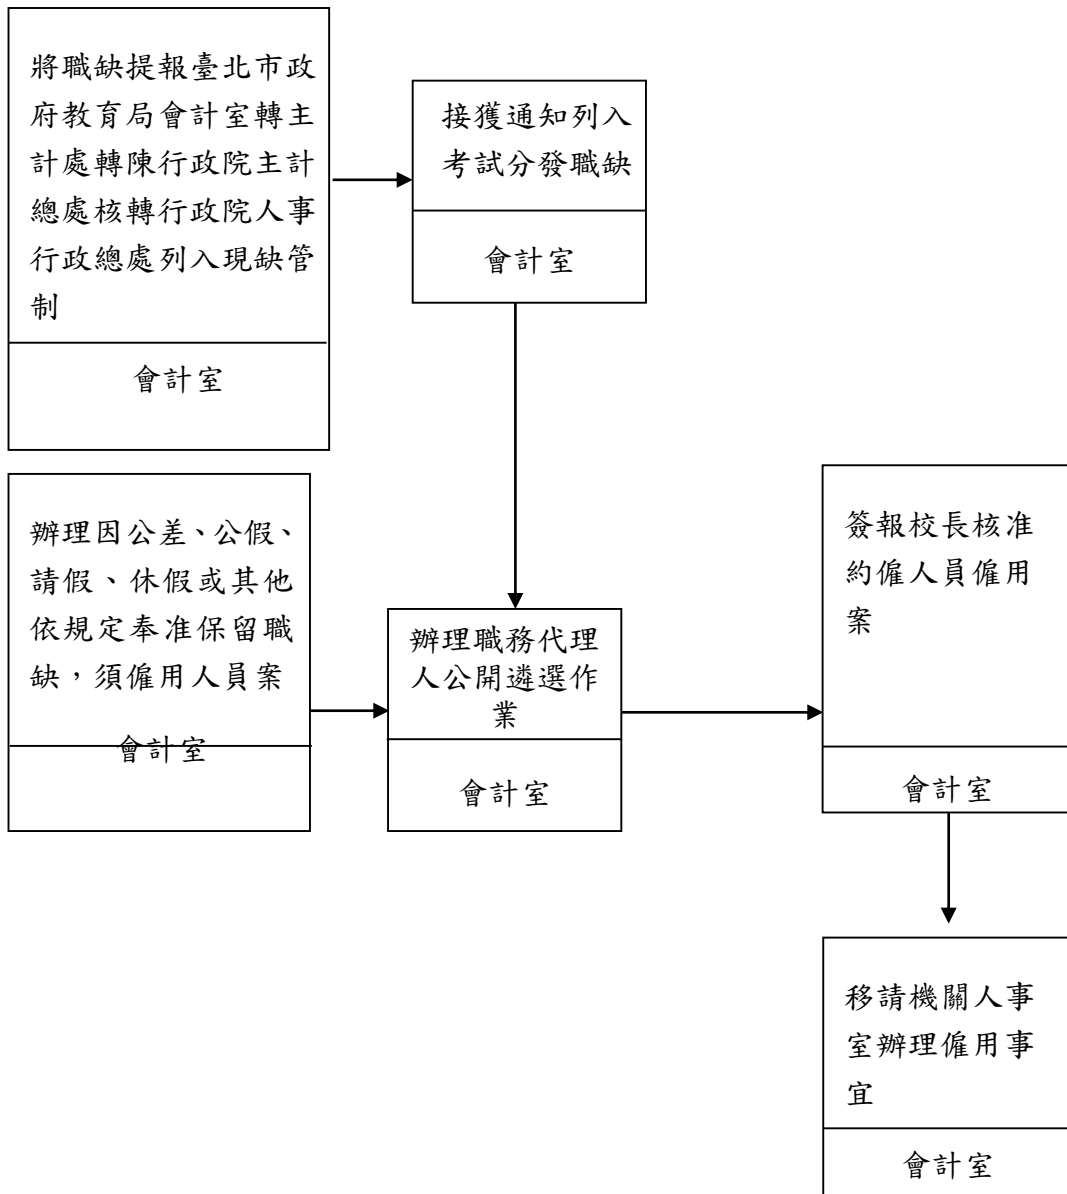 將職缺提報臺北市政
府教育局會計室轉主
計處轉陳行政院主計
總處核轉行政院人事
行政總處列入現缺管
制
會計室
接獲通知列入
考試分發職缺
會計室
辦理因公差、公假、
請假、休假或其他
依規定奉准保留職
缺，須僱用人員案
會計室
辦理職務代理
人公開遴選作
業
會計室
簽報校長核准
約僱人員僱用
案
會計室
移請機關人事
室辦理僱用事
宜
會計室